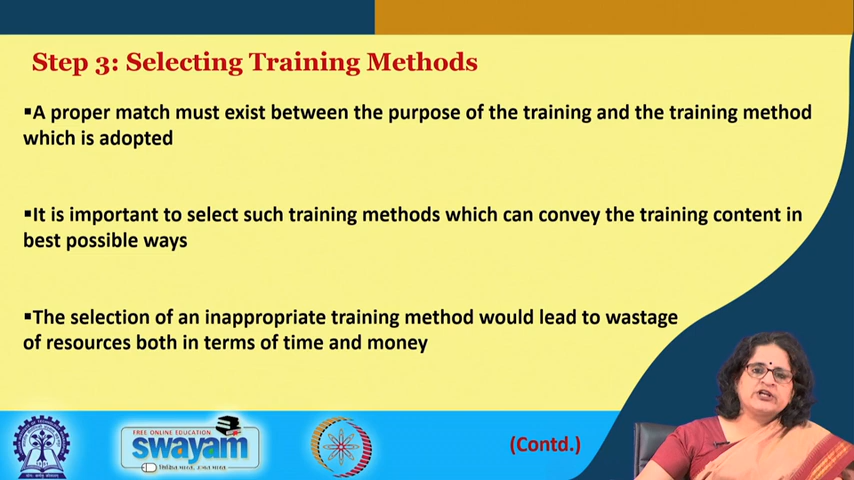 Step 3: Selecting Training Methods
▪A proper match must exist between the purpose of the training and the training method
which is adopted
▪It is important to select such training methods which can convey the training content in
best possible ways
▪The selection of an inappropriate training method would lead to wastage
of resources both in terms of time and money
FREE ONLINE EDUCATION
swayam
(Contd.)